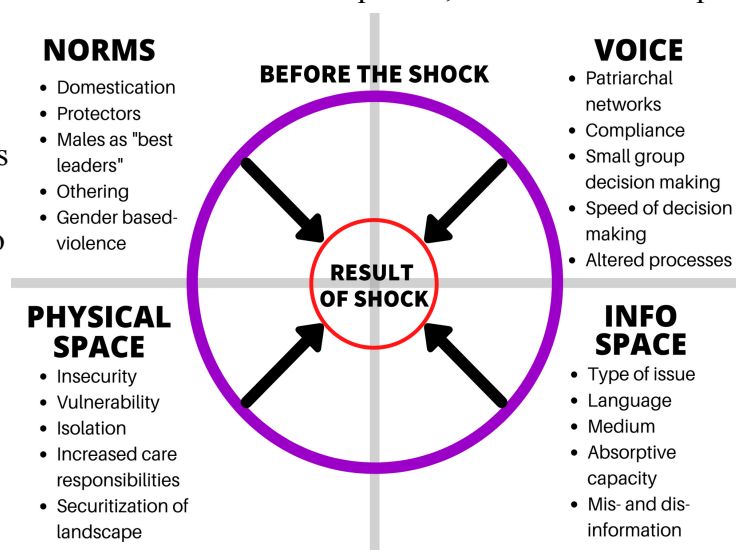 NORMS
• Domestication
• Protectors
• Males as "best
leaders"
• Othering
• Gender based-
violence
BEFORE THE SHOCK
VOICE
• Patriarchal
networks
• Compliance
• Small group
decision making
• Speed of decision
making
• Altered processes
RESULT
OF SHOCK
PHYSICAL
SPACE
• Insecurity
• Vulnerability
• Isolation
• Increased care
responsibilities
• Securitization of
landscape
INFO
SPACE
• Type of issue
• Language
• Medium
• Absorptive
capacity
• Mis- and dis-
information